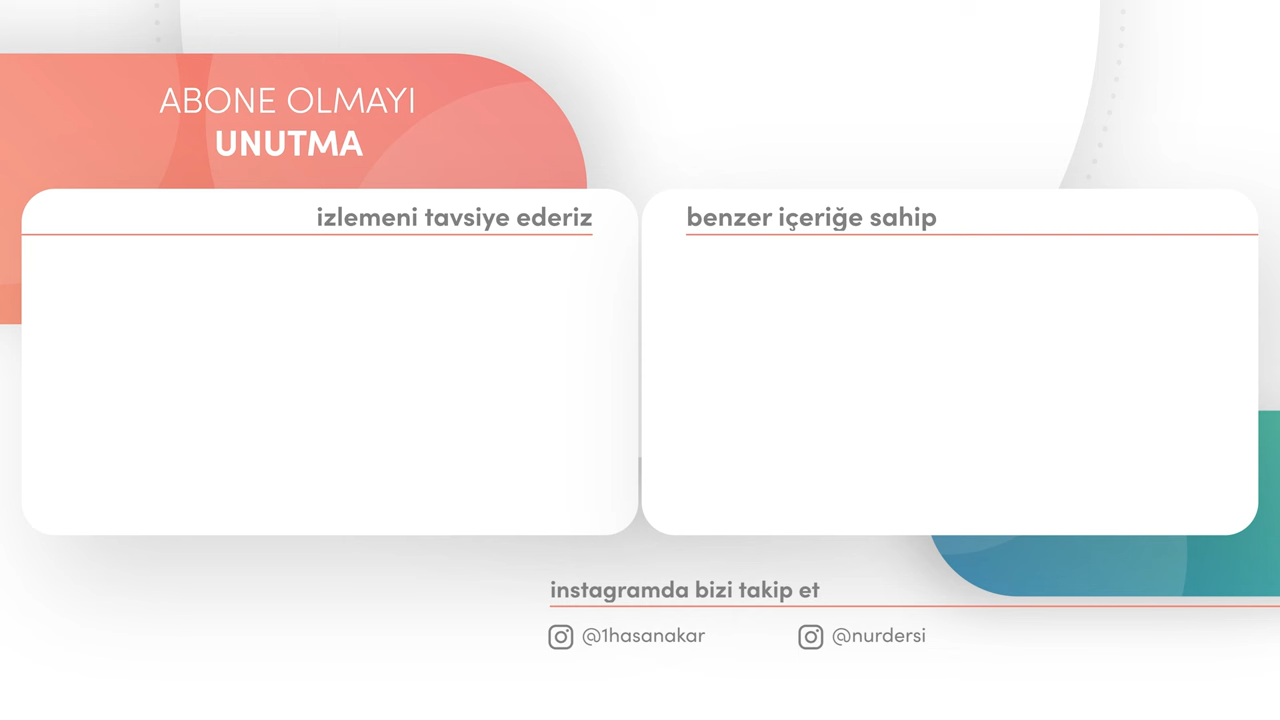 ABONE OLMAYI
UNUTMA
izlemeni tavsiye ederiz
benzer içeriğe sahip
instagramda bizi takip et
@1hasanakar
@nurdersi